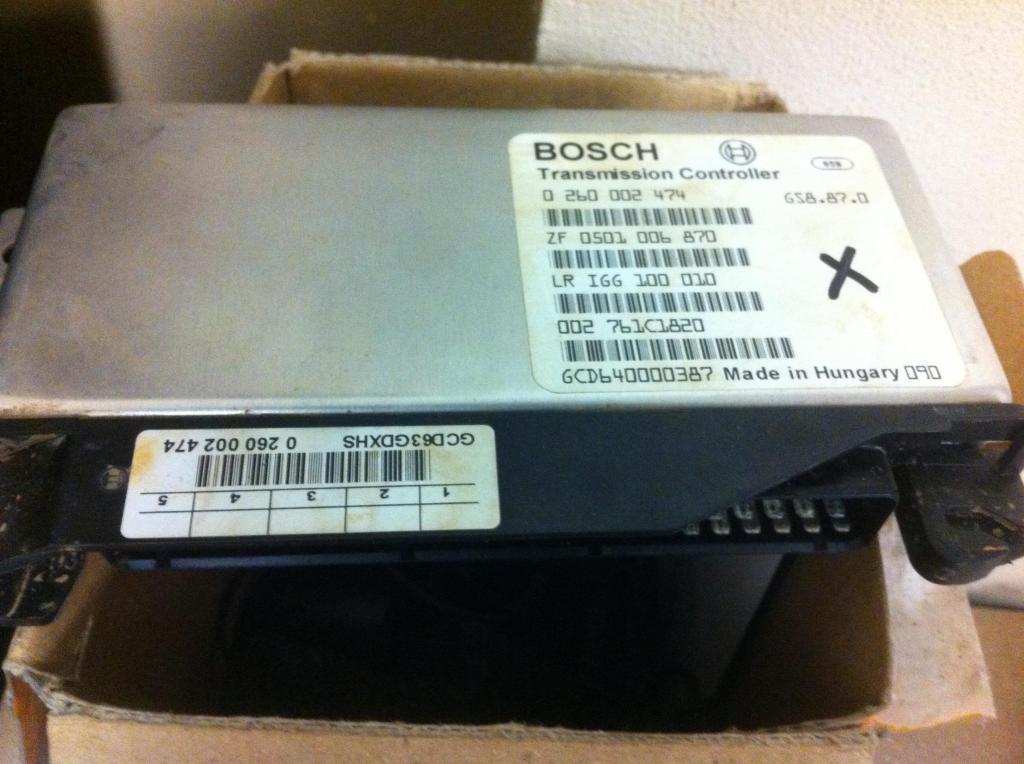 BOSCH
Transmission Controller
0 260 002 474
GS8.87.0
ZF 0501 006 870
LR IGG 100 010
X
002 761C1820
GCD640000387 Made in Hungary 090
GCD63GDXHS 0 260 002 474
1 2 3 4 5